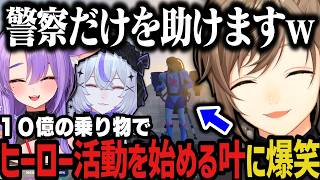 警察だけを助けますｗ
１０億の乗り物で
ヒーロー活動を始める叶に爆笑